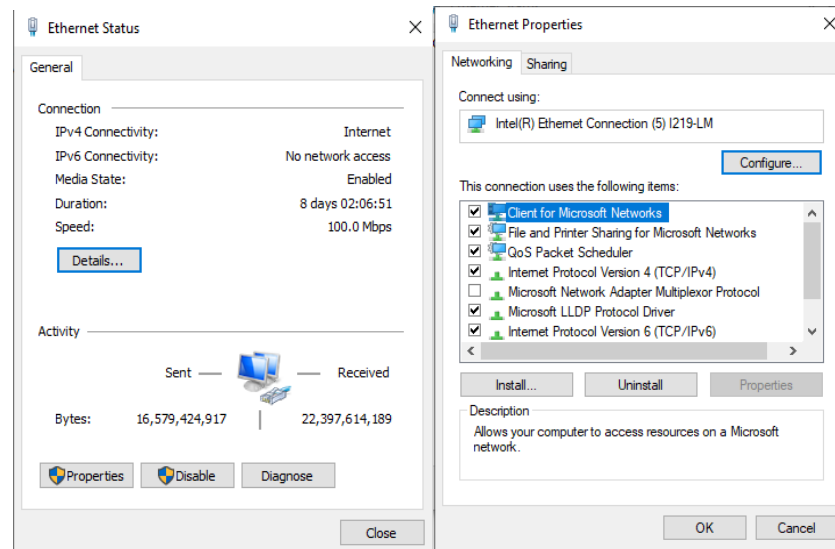 Ethernet Status
General
Connection
IPv4 Connectivity: Internet
IPv6 Connectivity: No network access
Media State: Enabled
Duration: 8 days 02:06:51
Speed: 100.0 Mbps
Details...
Activity
Sent Received
Bytes: 16,579,424,917 22,397,614,189
Properties Disable Diagnose
Close
Ethernet Properties
Networking Sharing
Connect using:
Intel(R) Ethernet Connection (5) I219-LM
Configure...
This connection uses the following items:
Client for Microsoft Networks
File and Printer Sharing for Microsoft Networks
QoS Packet Scheduler
Internet Protocol Version 4 (TCP/IPv4)
Microsoft Network Adapter Multiplexor Protocol
Microsoft LLDP Protocol Driver
Internet Protocol Version 6 (TCP/IPv6)
Install... Uninstall Properties
Description
Allows your computer to access resources on a Microsoft
network.
OK Cancel